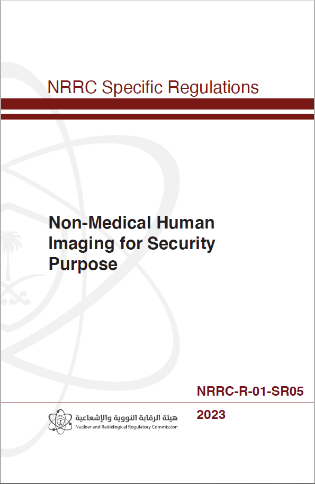 NRRC Specific Regulations
Non-Medical Human
Imaging for Security
Purpose
NRRC-R-01-SR05
2023
هيئة الرقابة النووية والإشعاعية
Nuclear and Radiological Regulatory Commission